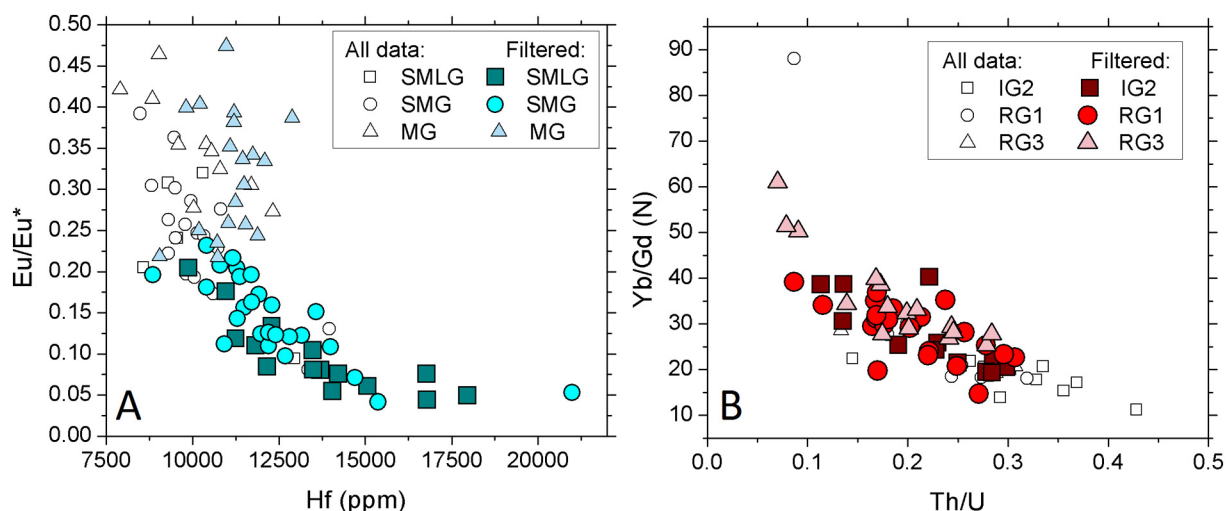 0.50
0.45
0.40
0.35
0.30
0.25
0.20
0.15
0.10
0.05
0.00
Eu/Eu*
All data: Filtered:
SMLG SMLG
SMG SMG
MG MG
A
7500 10000 12500 15000 17500 20000
Hf (ppm)
90
80
70
60
50
40
30
20
10
Yb/Gd (N)
All data: Filtered:
IG2 IG2
RG1 RG1
RG3 RG3
B
0.0 0.1 0.2 0.3 0.4 0.5
Th/U